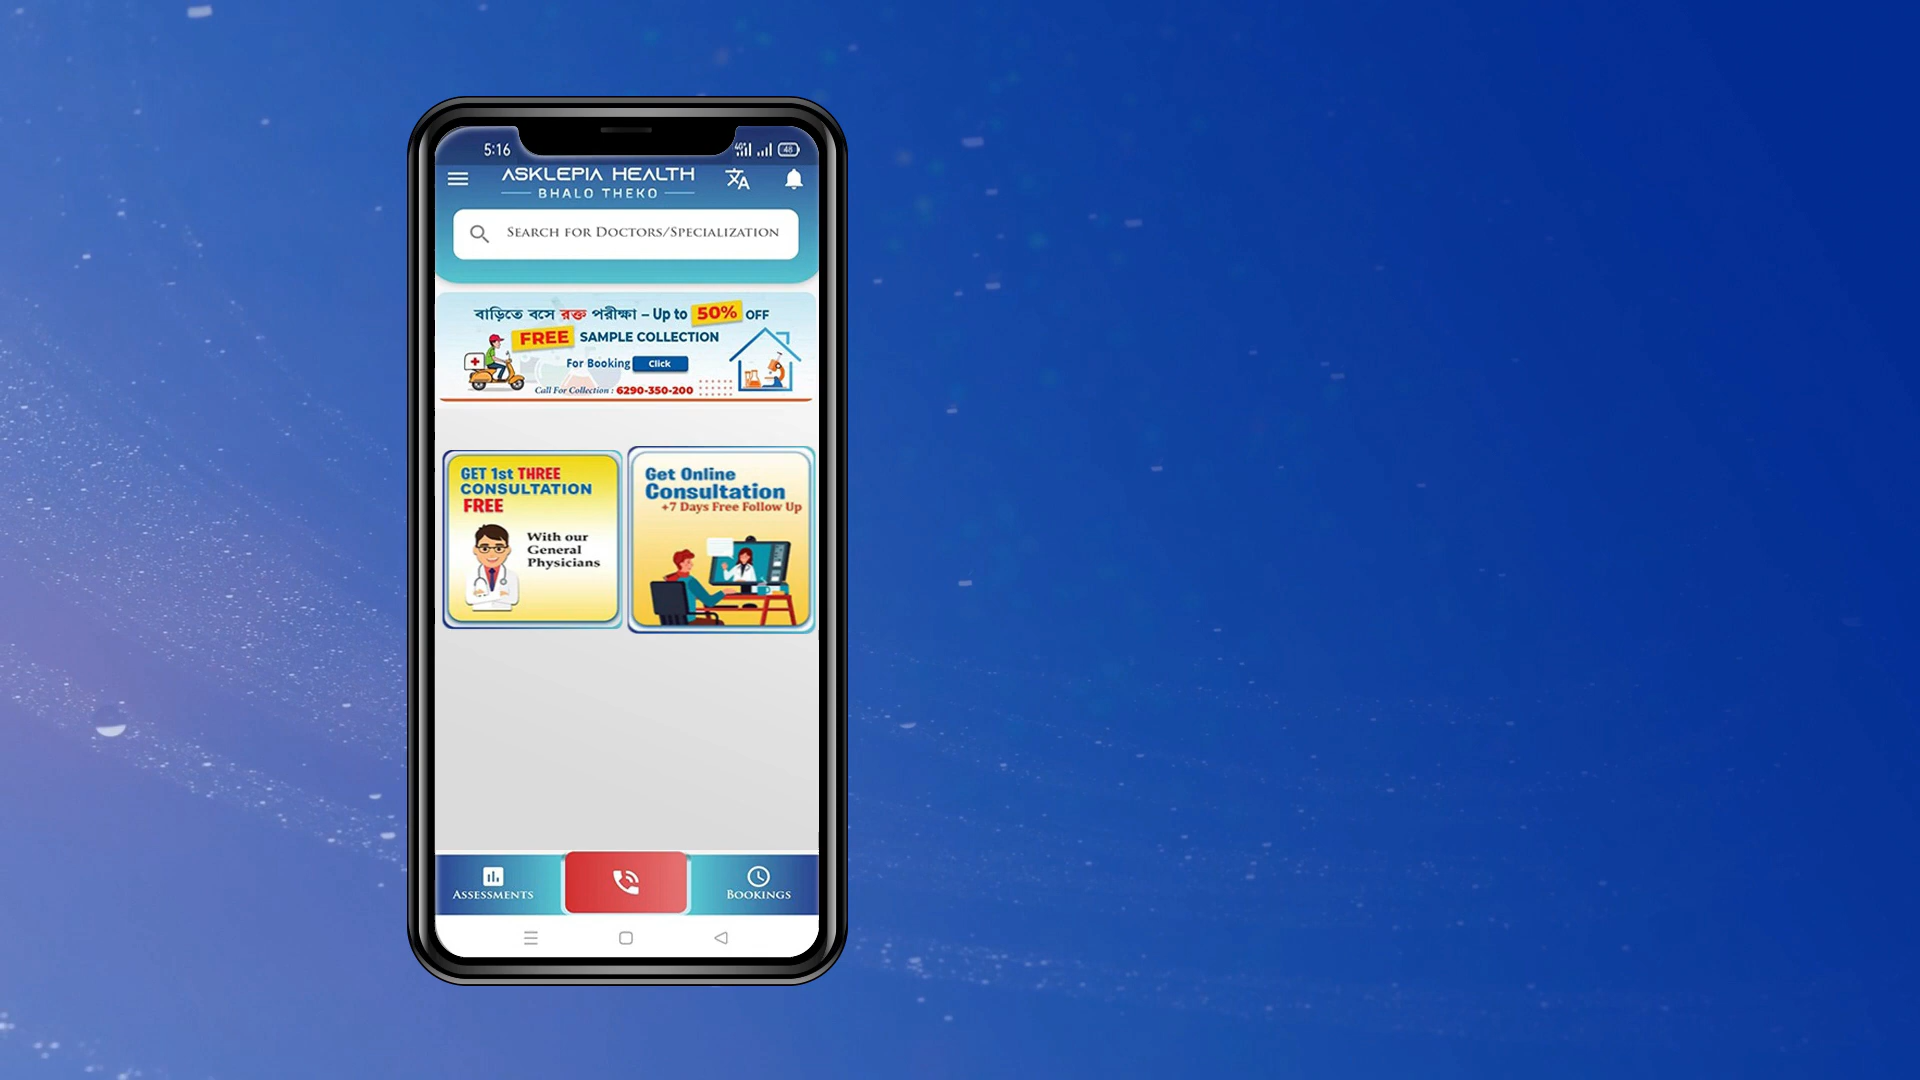 5:16
48
ASKLEPIA HEALTH
BHALO THEKO
SEARCH FOR DOCTORS/SPECIALIZATION
বাড়িতে বসে রক্ত পরীক্ষা – Up to 50% OFF
FREE SAMPLE COLLECTION
For Booking Click
Call For Collection : 6290-350-200
GET 1st THREE
CONSULTATION
FREE
With our
General
Physicians
Get Online
Consultation
+7 Days Free Follow Up
ASSESSMENTS
BOOKINGS